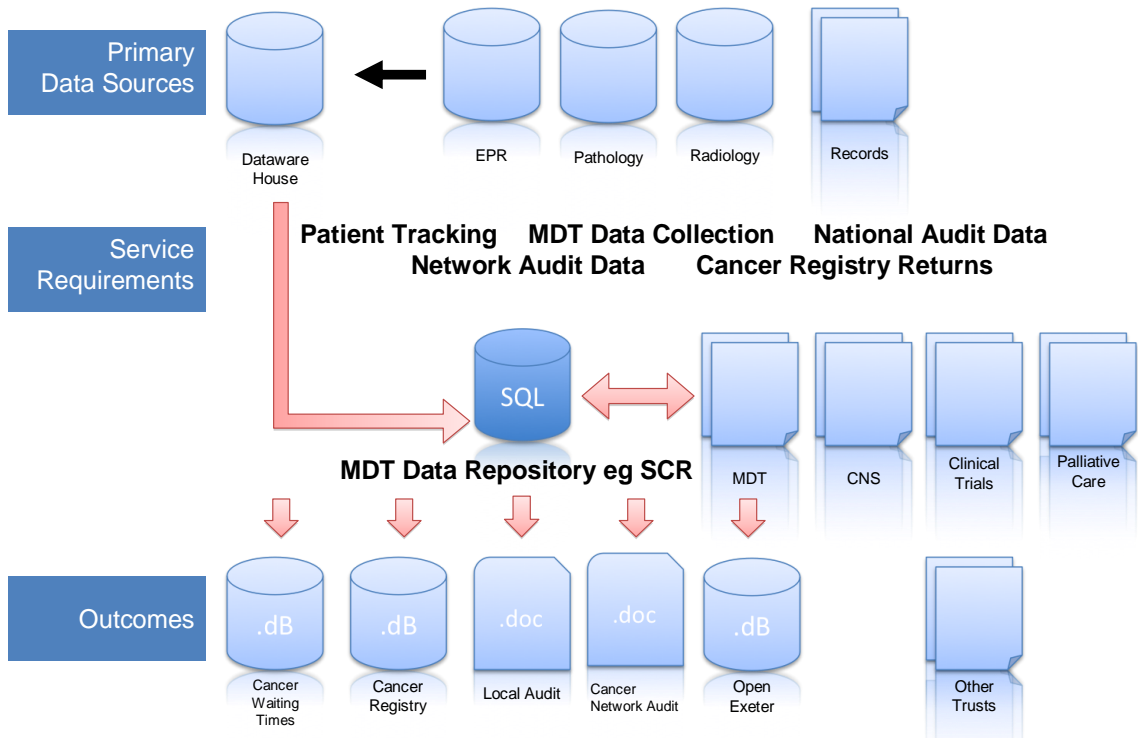 Primary
Data Sources
Dataware
House
EPR
Pathology
Radiology
Records
Service
Requirements
Patient Tracking MDT Data Collection National Audit Data
Network Audit Data Cancer Registry Returns
SQL
MDT Data Repository eg SCR
MDT
CNS
Clinical
Trials
Palliative
Care
Outcomes
.dB
.dB
.doc
.doc
.dB
Cancer
Waiting
Times
Cancer
Registry
Local Audit
Cancer
Network Audit
Open
Exeter
Other
Trusts